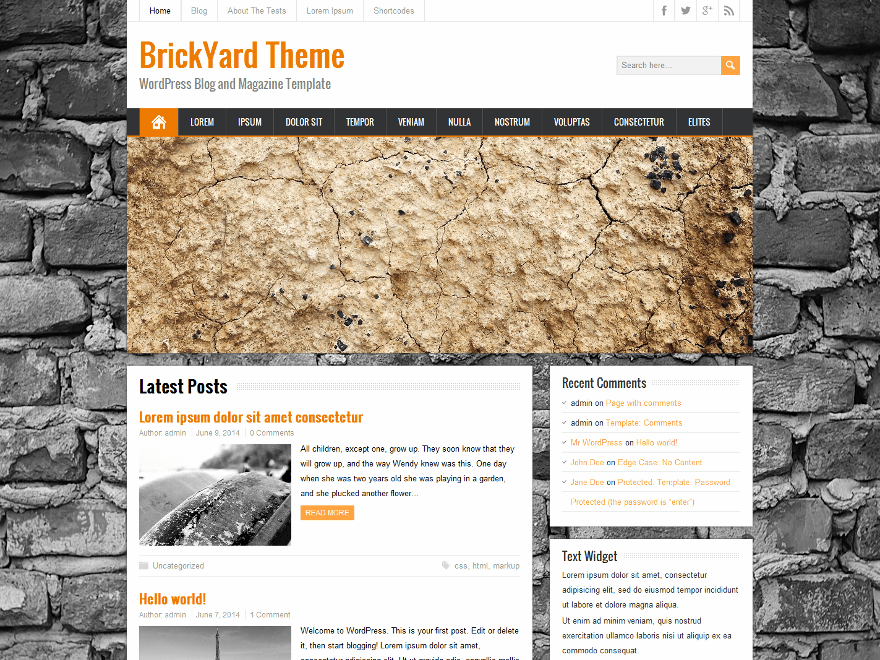 Home Blog About The Tests Lorem Ipsum Shortcodes
BrickYard Theme
WordPress Blog and Magazine Template
Search here...
LOREM IPSUM DOLOR SIT TEMPOR VENIAM NULLA NOSTRUM VOLUPTAS CONSECTETUR ELITES
Latest Posts
Lorem ipsum dolor sit amet consectetur
Author: admin June 9, 2014 0 Comments
All children, except one, grow up. They soon know that they
will grow up, and the way Wendy knew was this. One day
when she was two years old she was playing in a garden,
and she plucked another flower...
READ MORE
Uncategorized css, html, markup
Hello world!
Author: admin June 7, 2014 1 Comment
Welcome to WordPress. This is your first post. Edit or delete
it, then start blogging! Lorem ipsum dolor sit amet,
Recent Comments
admin on Page with comments
admin on Template: Comments
Mr WordPress on Hello world!
John Doe on Edge Case: No Content
Jane Doe on Protected: Template: Password
Protected (the password is "enter")
Text Widget
Lorem ipsum dolor sit amet, consectetur
adipiscing elit, sed do eiusmod tempor incididunt
ut labore et dolore magna aliqua.
Ut enim ad minim veniam, quis nostrud
exercitation ullamco laboris nisi ut aliquip ex ea
commodo consequat.